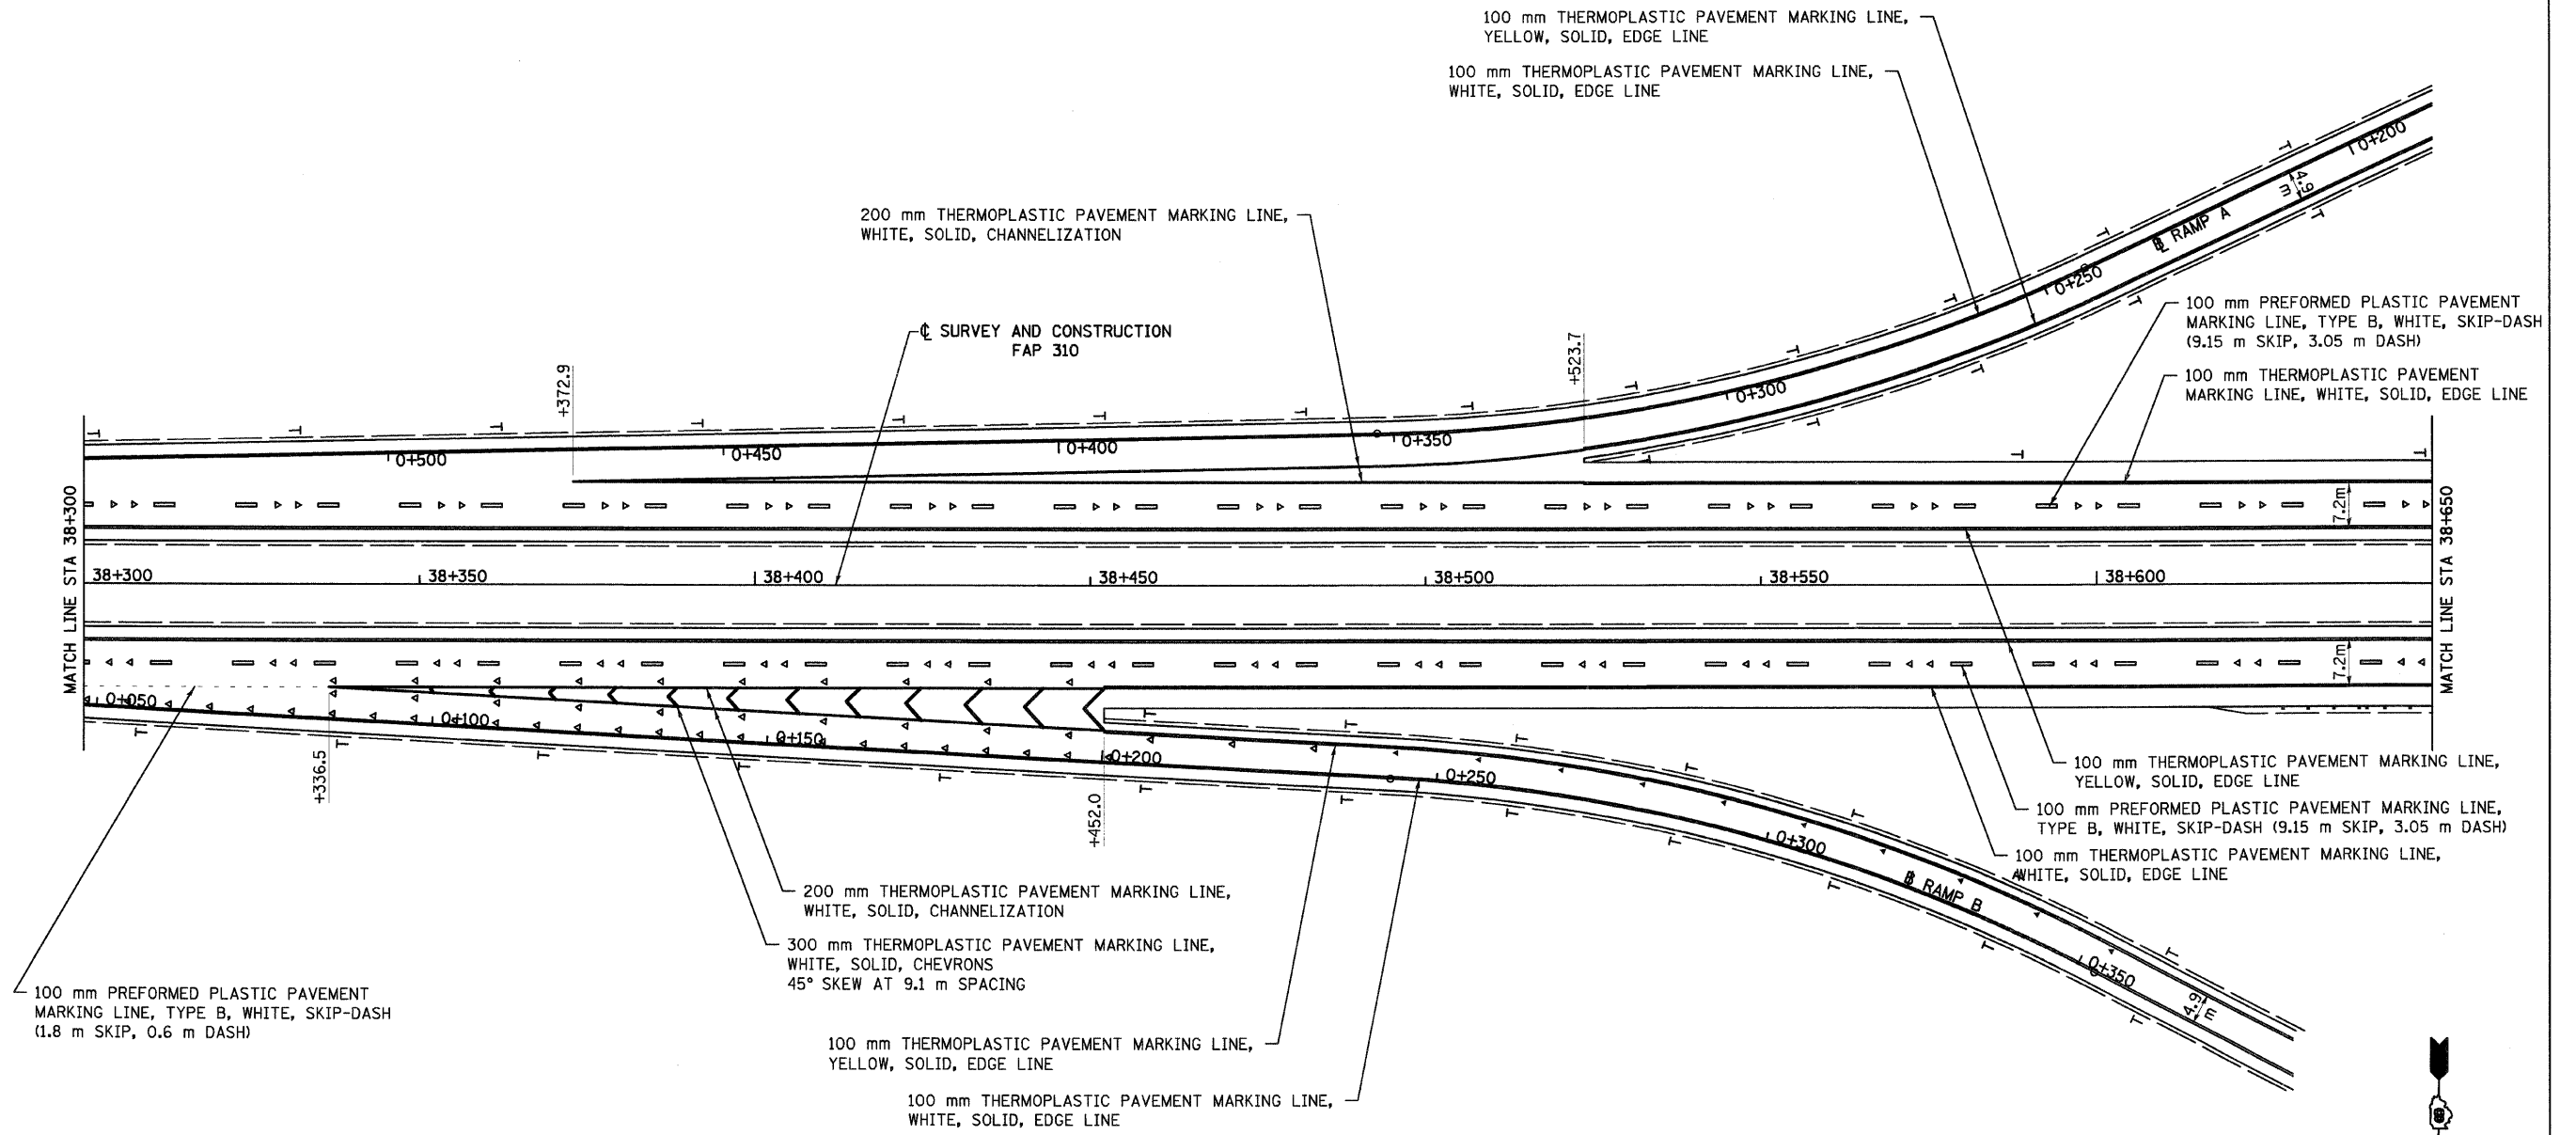 100 mm THERMOPLASTIC PAVEMENT MARKING LINE,
YELLOW, SOLID, EDGE LINE
100 mm THERMOPLASTIC PAVEMENT MARKING LINE,
WHITE, SOLID, EDGE LINE
0+200
4.9
m
200 mm THERMOPLASTIC PAVEMENT MARKING LINE,
WHITE, SOLID, CHANNELIZATION
℄ RAMP A
0+250
100 mm PREFORMED PLASTIC PAVEMENT
MARKING LINE, TYPE B, WHITE, SKIP-DASH
(9.15 m SKIP, 3.05 m DASH)
℄ SURVEY AND CONSTRUCTION
FAP 310
+523.7
+372.9
100 mm THERMOPLASTIC PAVEMENT
MARKING LINE, WHITE, SOLID, EDGE LINE
0+300
0+350
0+400
0+450
0+500
MATCH LINE STA 38+300
7.2m
MATCH LINE STA 38+650
38+300
38+350
38+400
38+450
38+500
38+550
38+600
7.2m
0+050
0+100
0+150
0+200
0+250
+336.5
+452.0
100 mm THERMOPLASTIC PAVEMENT MARKING LINE,
YELLOW, SOLID, EDGE LINE
100 mm PREFORMED PLASTIC PAVEMENT MARKING LINE,
TYPE B, WHITE, SKIP-DASH (9.15 m SKIP, 3.05 m DASH)
0+300
100 mm THERMOPLASTIC PAVEMENT MARKING LINE,
WHITE, SOLID, EDGE LINE
℄ RAMP B
200 mm THERMOPLASTIC PAVEMENT MARKING LINE,
WHITE, SOLID, CHANNELIZATION
300 mm THERMOPLASTIC PAVEMENT MARKING LINE,
WHITE, SOLID, CHEVRONS
45° SKEW AT 9.1 m SPACING
0+350
4.9
m
100 mm PREFORMED PLASTIC PAVEMENT
MARKING LINE, TYPE B, WHITE, SKIP-DASH
(1.8 m SKIP, 0.6 m DASH)
100 mm THERMOPLASTIC PAVEMENT MARKING LINE,
YELLOW, SOLID, EDGE LINE
100 mm THERMOPLASTIC PAVEMENT MARKING LINE,
WHITE, SOLID, EDGE LINE